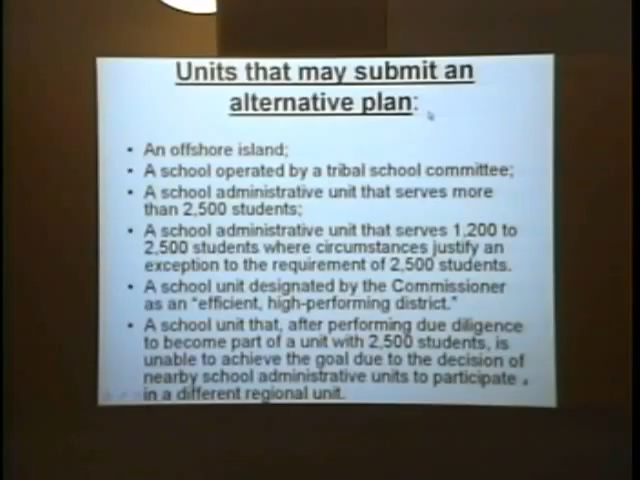 Units that may submit an
alternative plan:
• An offshore island;
• A school operated by a tribal school committee;
• A school administrative unit that serves more
than 2,500 students;
• A school administrative unit that serves 1,200 to
2,500 students where circumstances justify an
exception to the requirement of 2,500 students.
• A school unit designated by the Commissioner
as an "efficient, high-performing district."
• A school unit that, after performing due diligence
to become part of a unit with 2,500 students, is
unable to achieve the goal due to the decision of
nearby school administrative units to participate
in a different regional unit.